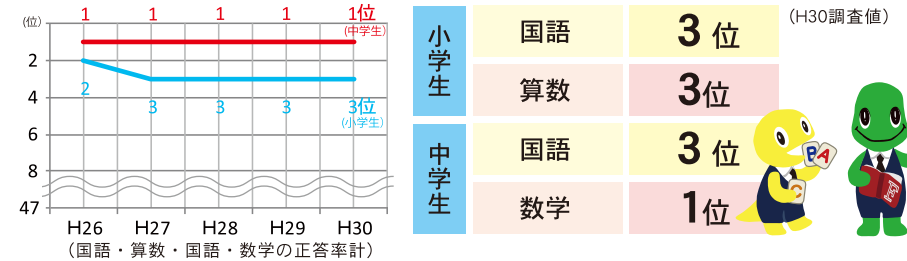 (位)
1 1 1 1 1位
(中学生)
2
2 3 3 3 3位
(小学生)
4
6
8
47
H26 H27 H28 H29 H30
(国語・算数・国語・数学の正答率計)
(H30調査値)
小学生
国語 3位
算数 3位
中学生
国語 3位
数学 1位
B A
C